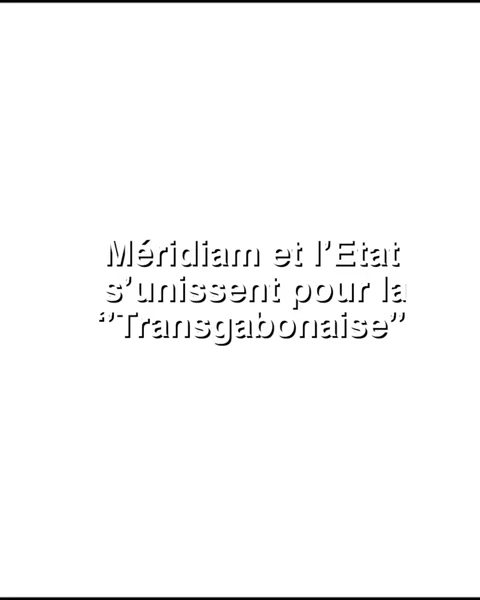 Méridiam et l’Etat
s’unissent pour la
‘’Transgabonaise’’